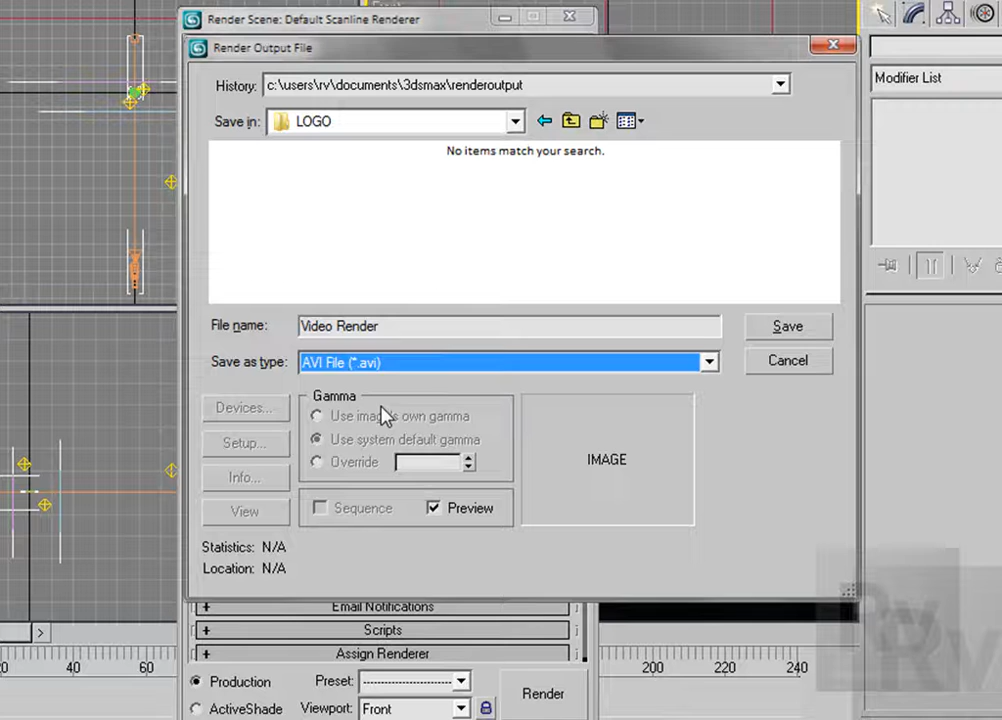 Render Scene: Default Scanline Renderer
Render Output File
History: c:\users\rv\documents\3dsmax\renderoutput
Save in: LOGO
No items match your search.
File name: Video Render
Save
Save as type: AVI File (*.avi)
Cancel
Gamma
Devices...
Use image's own gamma
Setup...
Use system default gamma
Override
Info...
View
Sequence
Preview
IMAGE
Statistics: N/A
Location: N/A
Modifier List
+ Email Notifications
+ Scripts
+ Assign Renderer
40 60 200 220 240
Production
Preset:
Render
ActiveShade
Viewport: Front